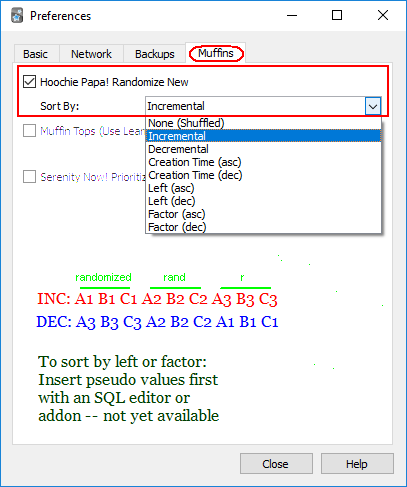 Preferences
Basic Network Backups Muffins
Hoochie Papa! Randomize New
Sort By: Incremental
None (Shuffled)
Muffin Tops (Use Lear
Incremental
Decremental
Creation Time (asc)
Creation Time (dec)
Serenity Now! Prioritiz
Left (asc)
Left (dec)
Factor (asc)
Factor (dec)
randomized rand r
INC: A1 B1 C1 A2 B2 C2 A3 B3 C3
DEC: A3 B3 C3 A2 B2 C2 A1 B1 C1
To sort by left or factor:
Insert pseudo values first
with an SQL editor or
addon -- not yet available
Close Help